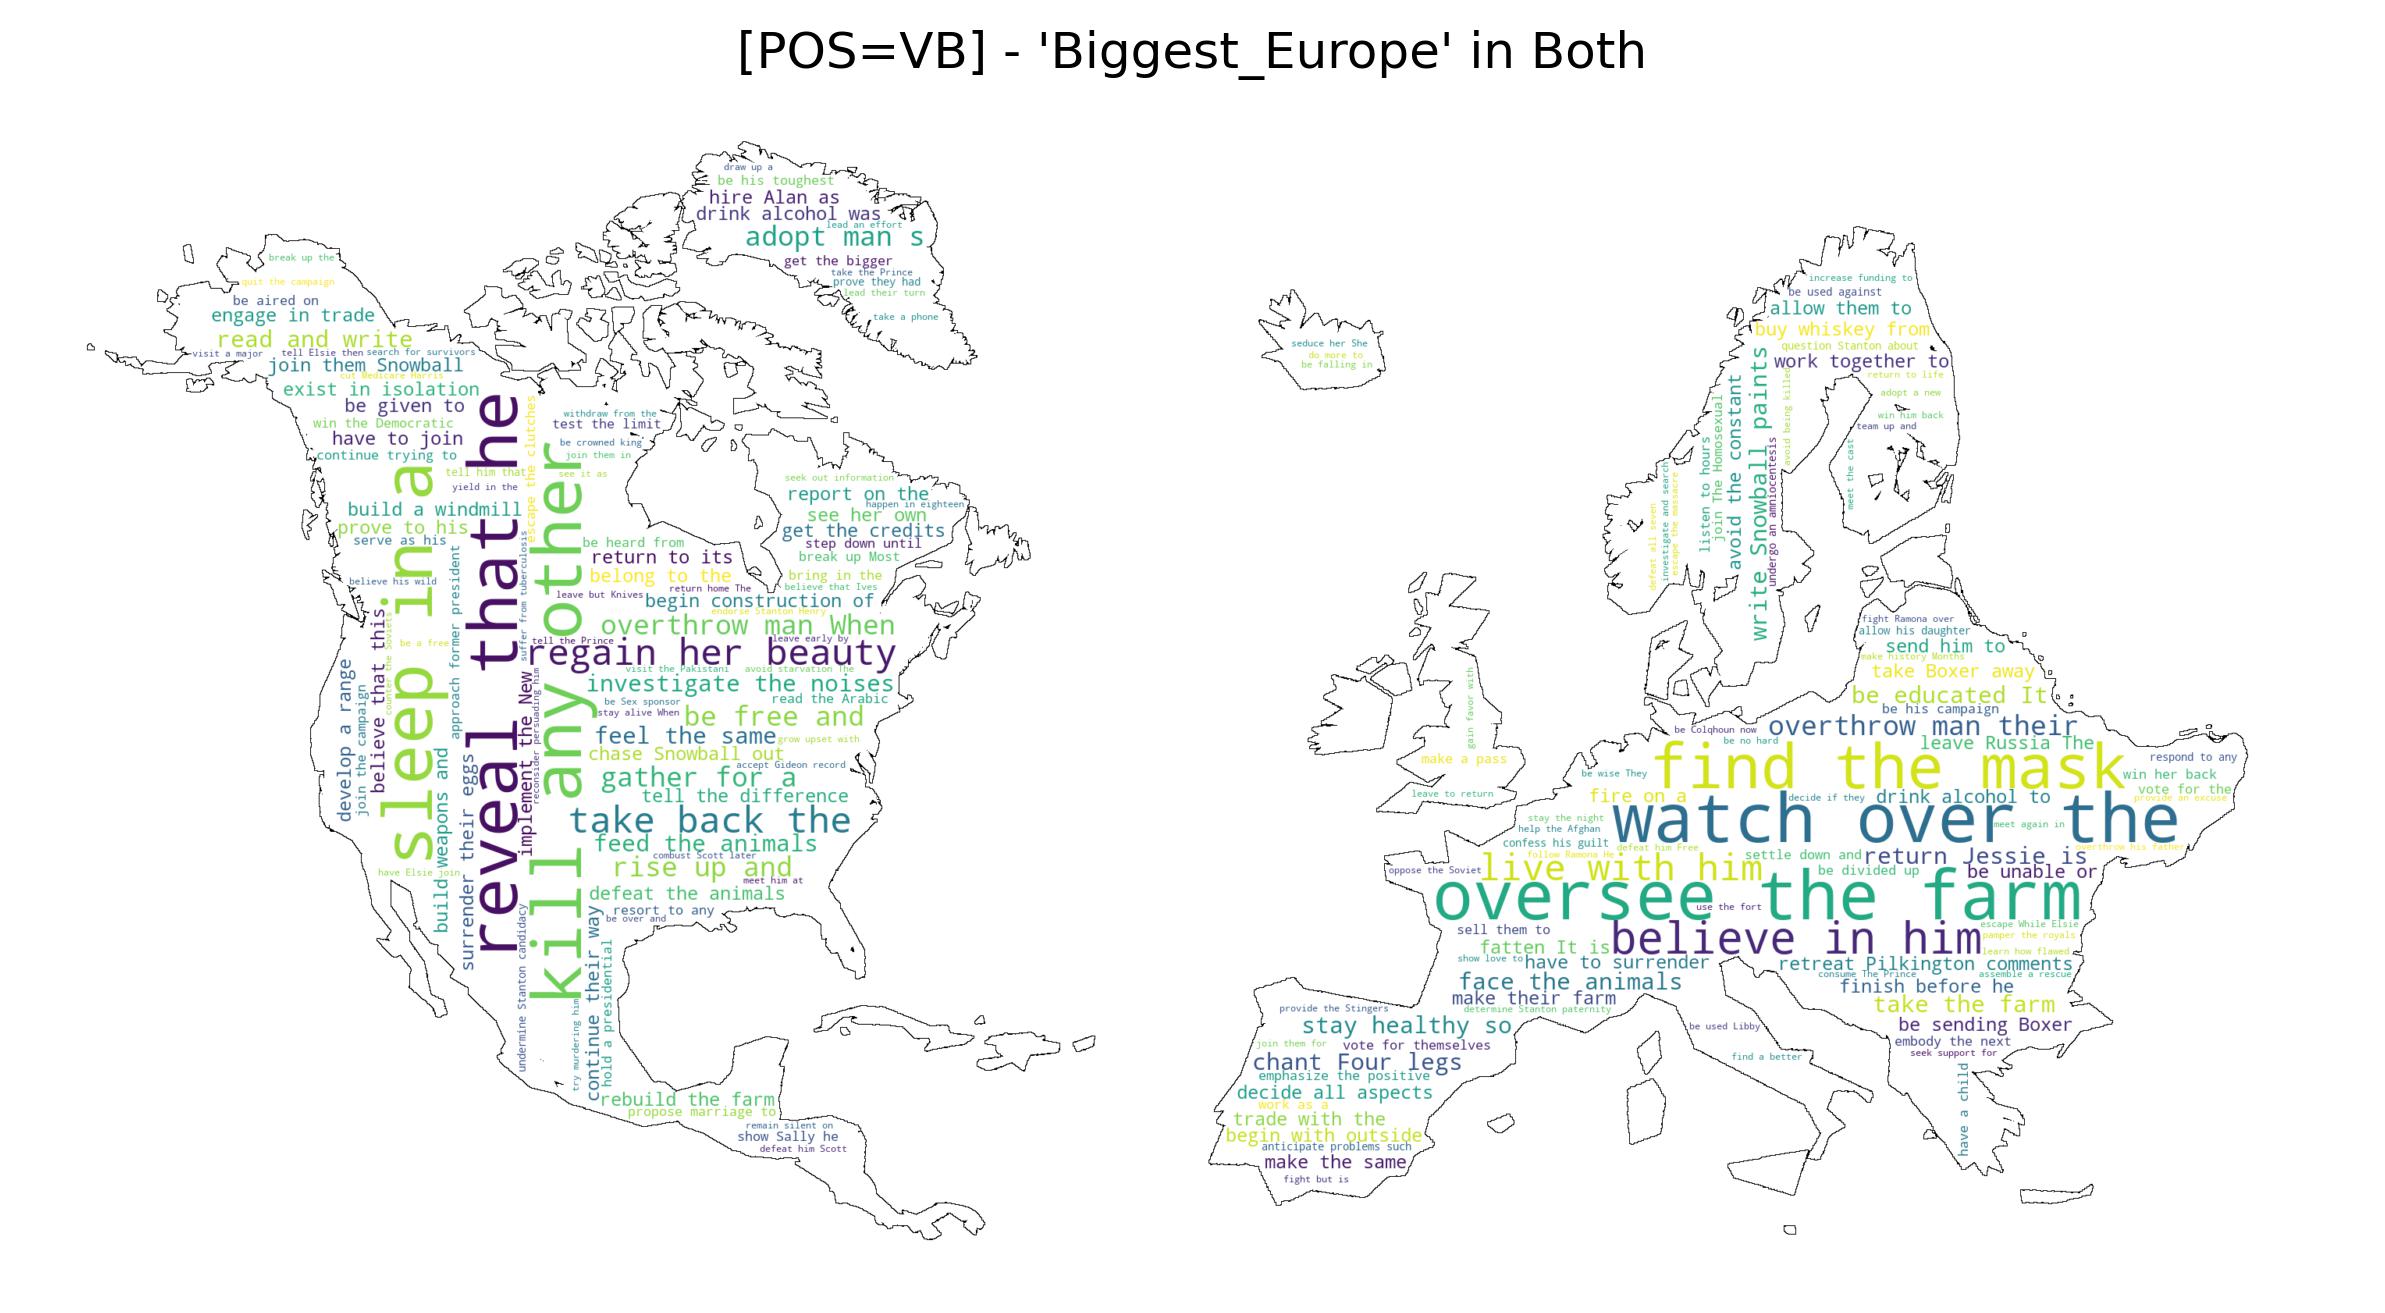 [POS=VB] - 'Biggest_Europe' in Both
draw up a
be his toughest
hire Alan as
drink alcohol was
lead an effort
adopt man s
get the bigger
take the Prince
prove they had
lead their turn
take a phone
break up the
quit the campaign
be aired on
engage in trade
read and write
visit a major
tell Elsie then
search for survivors
join them Snowball
cut Medicare Harris
exist in isolation
be given to
win the Democratic
have to join
continue trying to
tell him that
yield in the
build a windmill
prove to his
serve as his
believe his wild
be a free
sleep in a
reveal that he
kill any other
escape the clutches
withdraw from the
test the limit
be crowned king
join them in
see it as
seek out information
report on the
happen in eighteen
see her own
get the credits
step down until
break up Most
be heard from
return to its
belong to the
bring in the
believe that Ives
return home The
leave but Knives
begin construction of
endorse Stanton Henry
overthrow man When
tell the Prince
leave early by
regain her beauty
visit the Pakistani
avoid starvation The
investigate the noises
be Sex sponsor
read the Arabic
stay alive When
be free and
feel the same
grow upset with
chase Snowball out
accept Gideon record
gather for a
tell the difference
take back the
feed the animals
combust Scott later
rise up and
meet him at
defeat the animals
resort to any
be over and
develop a range
join the campaign
believe that this
counter the Soviets
approach former president
suffer from tuberculosis
implement the New
reconsider persuading him
build weapons and
surrender their eggs
have Elsie join
undermine Stanton candidacy
try murdering him
continue their way
hold a presidential
rebuild the farm
propose marriage to
remain silent on
show Sally he
defeat him Scott
seduce her She
do more to
be falling in
increase funding to
be used against
allow them to
buy whiskey from
question Stanton about
work together to
return to life
adopt a new
win him back
team up and
meet the cast
defeat all seven
investigate and search
escape the massacre
listen to hours
join The Homosexual
avoid the constant
write Snowball paints
undergo an amniocentesis
avoid being killed
gain favor with
make a pass
leave to return
fight Ramona over
allow his daughter
send him to
make history Months
take Boxer away
be educated It
be his campaign
overthrow man their
be Colqhoun now
be no hard
leave Russia The
find the mask
respond to any
be wise They
win her back
vote for the
fire on a
decide if they
drink alcohol to
provide an excuse
watch over the
stay the night
help the Afghan
meet again in
confess his guilt
defeat him Free
overthrow his father
follow Ramona He
settle down and
return Jessie is
oppose the Soviet
live with him
be divided up
be unable or
oversee the farm
use the fort
sell them to
escape While Elsie
believe in him
pamper the royals
fatten It is
learn how flawed
show love to
have to surrender
retreat Pilkington comments
consume The Prince
assemble a rescue
face the animals
finish before he
make their farm
take the farm
provide the Stingers
determine Stanton paternity
stay healthy so
be used Libby
be sending Boxer
embody the next
join them for
vote for themselves
seek support for
chant Four legs
find a better
emphasize the positive
decide all aspects
work as a
trade with the
begin with outside
anticipate problems such
make the same
fight but is
have a child